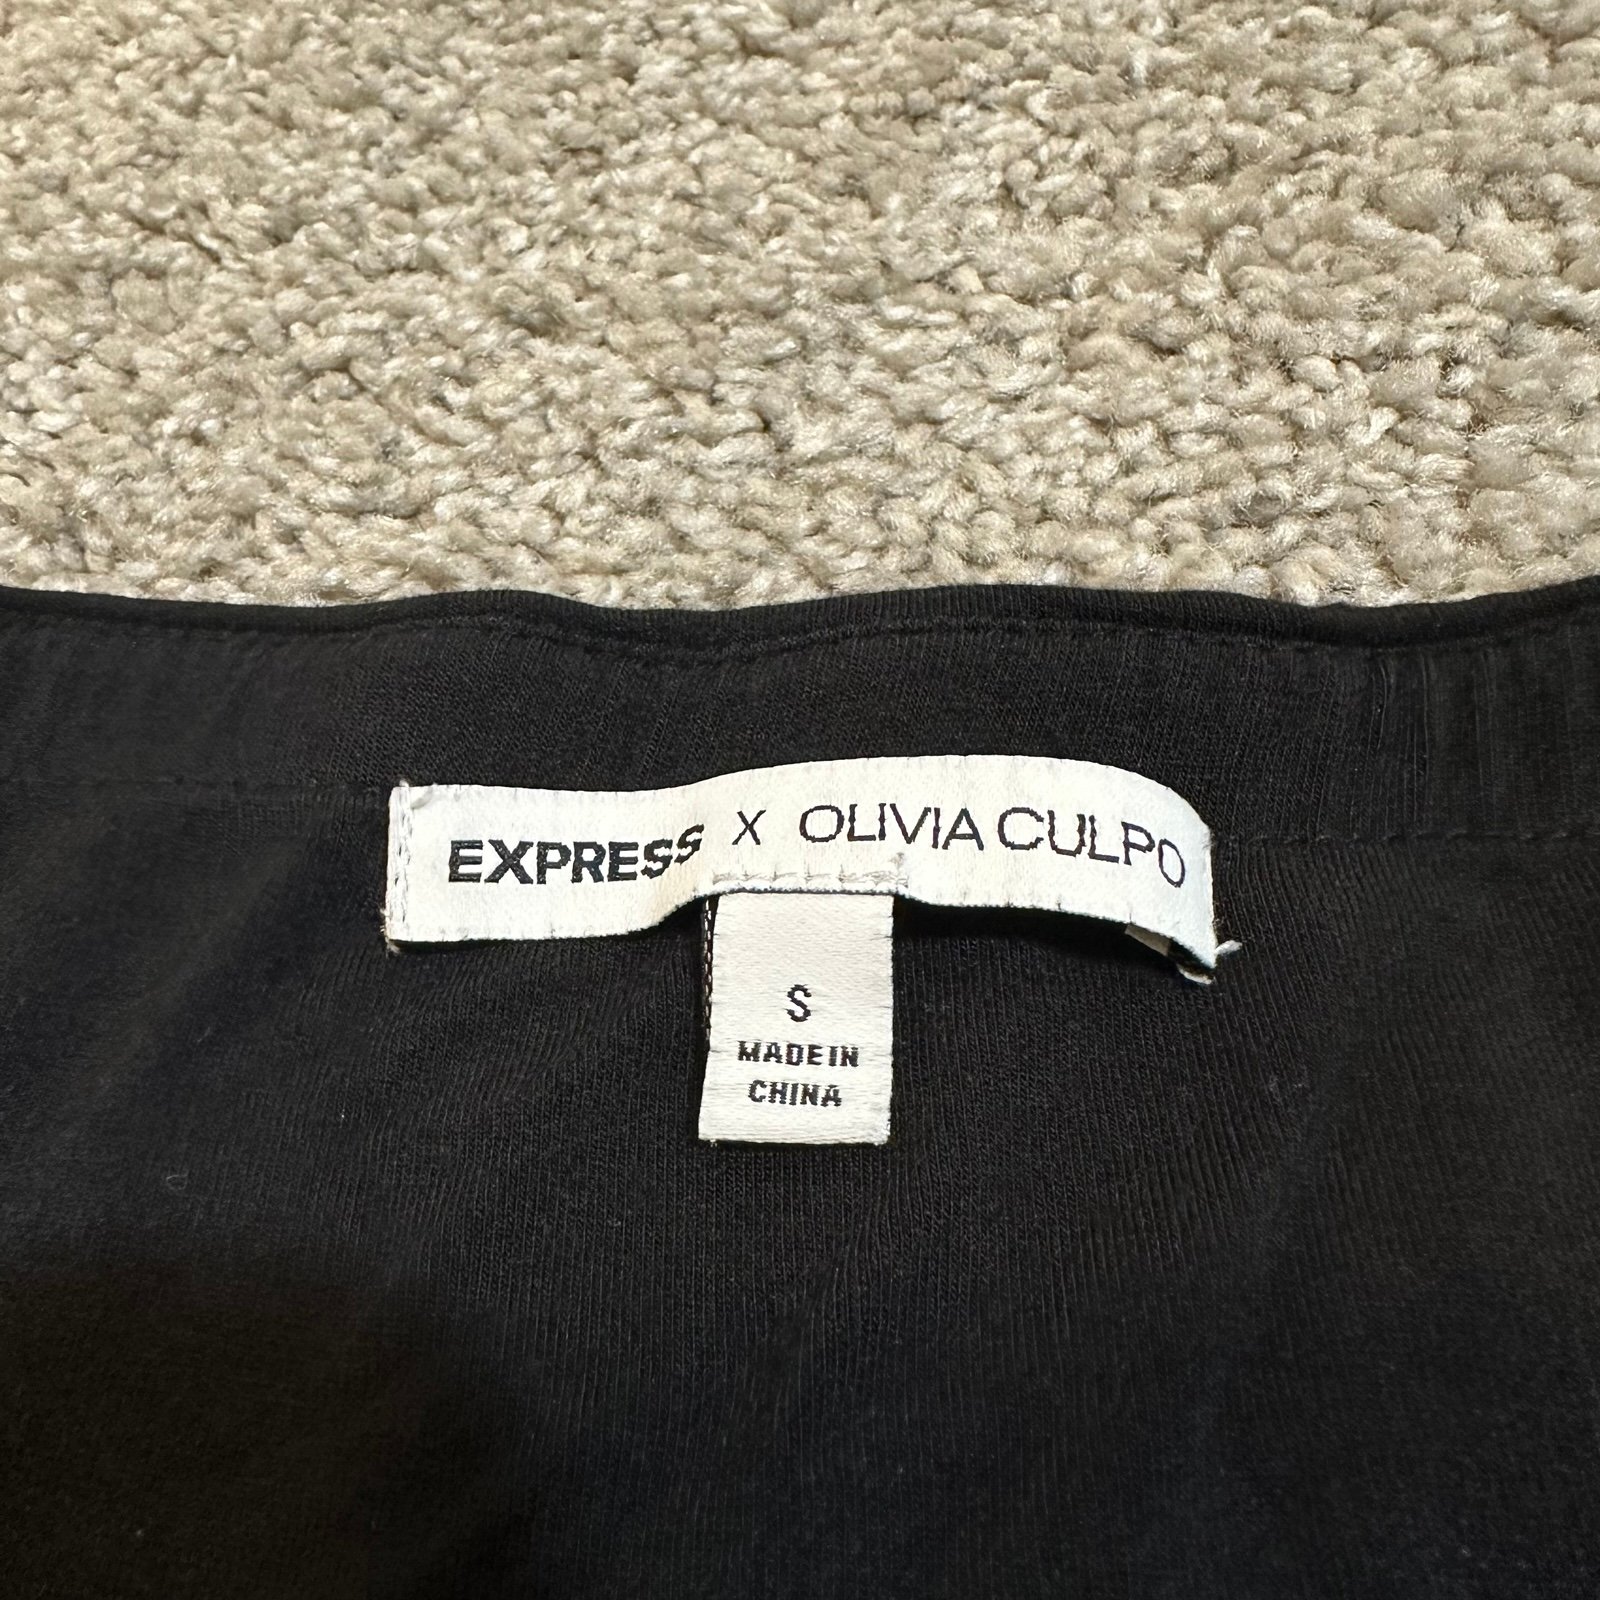 EXPRESS X OLIVIA CULPO
S
MADE IN
CHINA